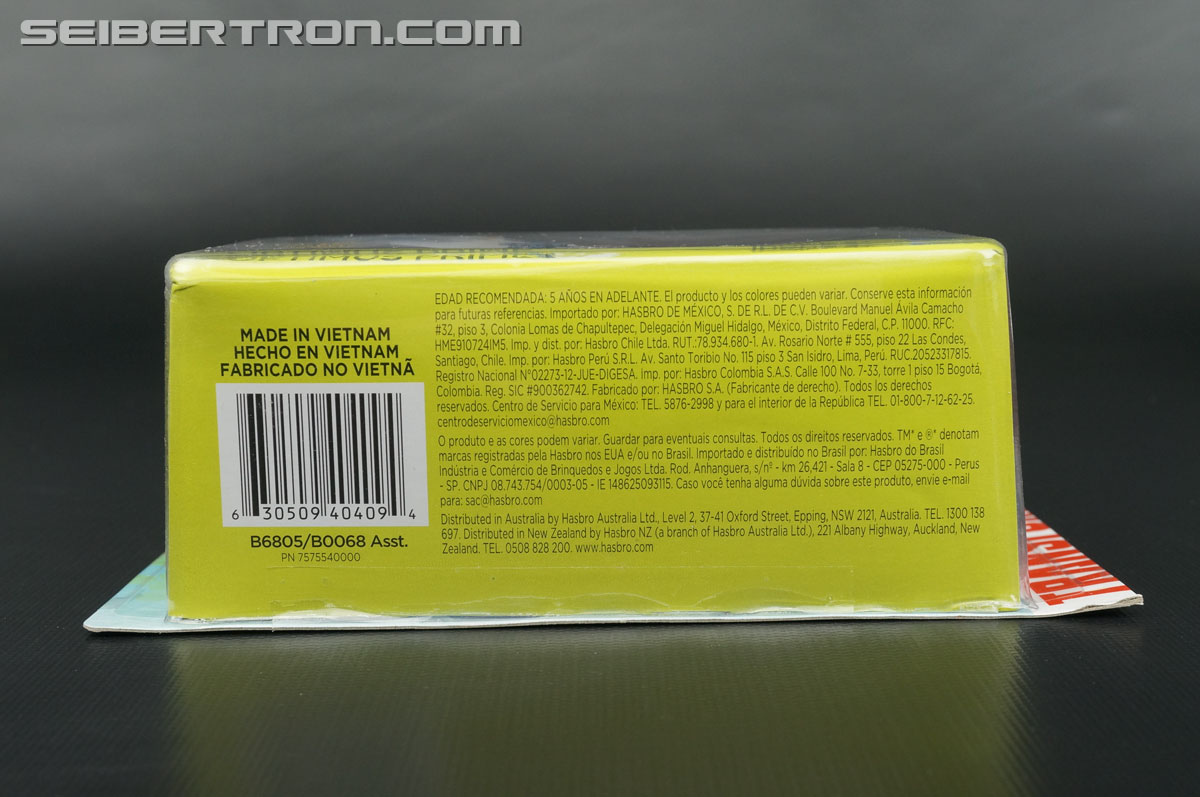 SEIBERTRON.com
OPTIMUS PRIME
MADE IN VIETNAM
HECHO EN VIETNAM
FABRICADO NO VIETNÃ
6 30509 40409 4
B6805/B0068 Asst.
PN 7575540000
EDAD RECOMENDADA: 5 AÑOS EN ADELANTE. El producto y los colores pueden variar. Conserve esta información
para futuras referencias. Importado por: HASBRO DE MÉXICO, S. DE R.L. DE C.V. Boulevard Manuel Ávila Camacho
#32, piso 3, Colonia Lomas de Chapultepec, Delegación Miguel Hidalgo, México, Distrito Federal, C.P. 11000. RFC:
HME910724IM5. Imp. y dist. por: Hasbro Chile Ltda. RUT.:78.934.680-1. Av. Rosario Norte # 555, piso 22 Las Condes,
Santiago, Chile. Imp. por: Hasbro Perú S.R.L. Av. Santo Toribio No. 115 piso 3 San Isidro, Lima, Perú. RUC.20523317815.
Registro Nacional N°02273-12-JUE-DIGESA. imp. por: Hasbro Colombia S.A.S. Calle 100 No. 7-33, torre 1 piso 15 Bogotá,
Colombia. Reg. SIC #900362742. Fabricado por: HASBRO S.A. (Fabricante de derecho). Todos los derechos
reservados. Centro de Servicio para México: TEL. 5876-2998 y para el interior de la República TEL. 01-800-7-12-62-25.
centrodeserviciomexico@hasbro.com
O produto e as cores podem variar. Guardar para eventuais consultas. Todos os direitos reservados. TM* e ®* denotam
marcas registradas pela Hasbro nos EUA e/ou no Brasil. Importado e distribuído no Brasil por: Hasbro do Brasil
Indústria e Comércio de Brinquedos e Jogos Ltda. Rod. Anhanguera, s/nº - km 26,421 - Sala 8 - CEP 05275-000 - Perus
- SP. CNPJ 08.743.754/0003-05 - IE 148625093115. Caso você tenha alguma dúvida sobre este produto, envie e-mail
para: sac@hasbro.com
Distributed in Australia by Hasbro Australia Ltd., Level 2, 37-41 Oxford Street, Epping, NSW 2121, Australia. TEL. 1300 138
697. Distributed in New Zealand by Hasbro NZ (a branch of Hasbro Australia Ltd.), 221 Albany Highway, Auckland, New
Zealand. TEL. 0508 828 200. www.hasbro.com